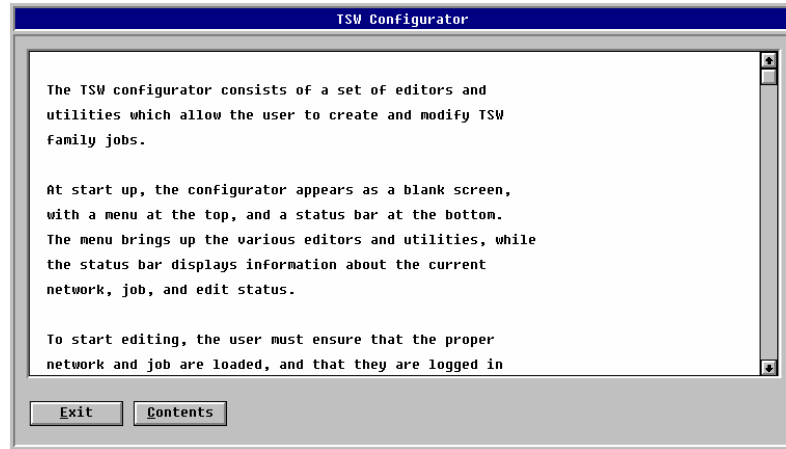 TSW Configurator
The TSW configurator consists of a set of editors and
utilities which allow the user to create and modify TSW
family jobs.
At start up, the configurator appears as a blank screen,
with a menu at the top, and a status bar at the bottom.
The menu brings up the various editors and utilities, while
the status bar displays information about the current
network, job, and edit status.
To start editing, the user must ensure that the proper
network and job are loaded, and that they are logged in
Exit Contents